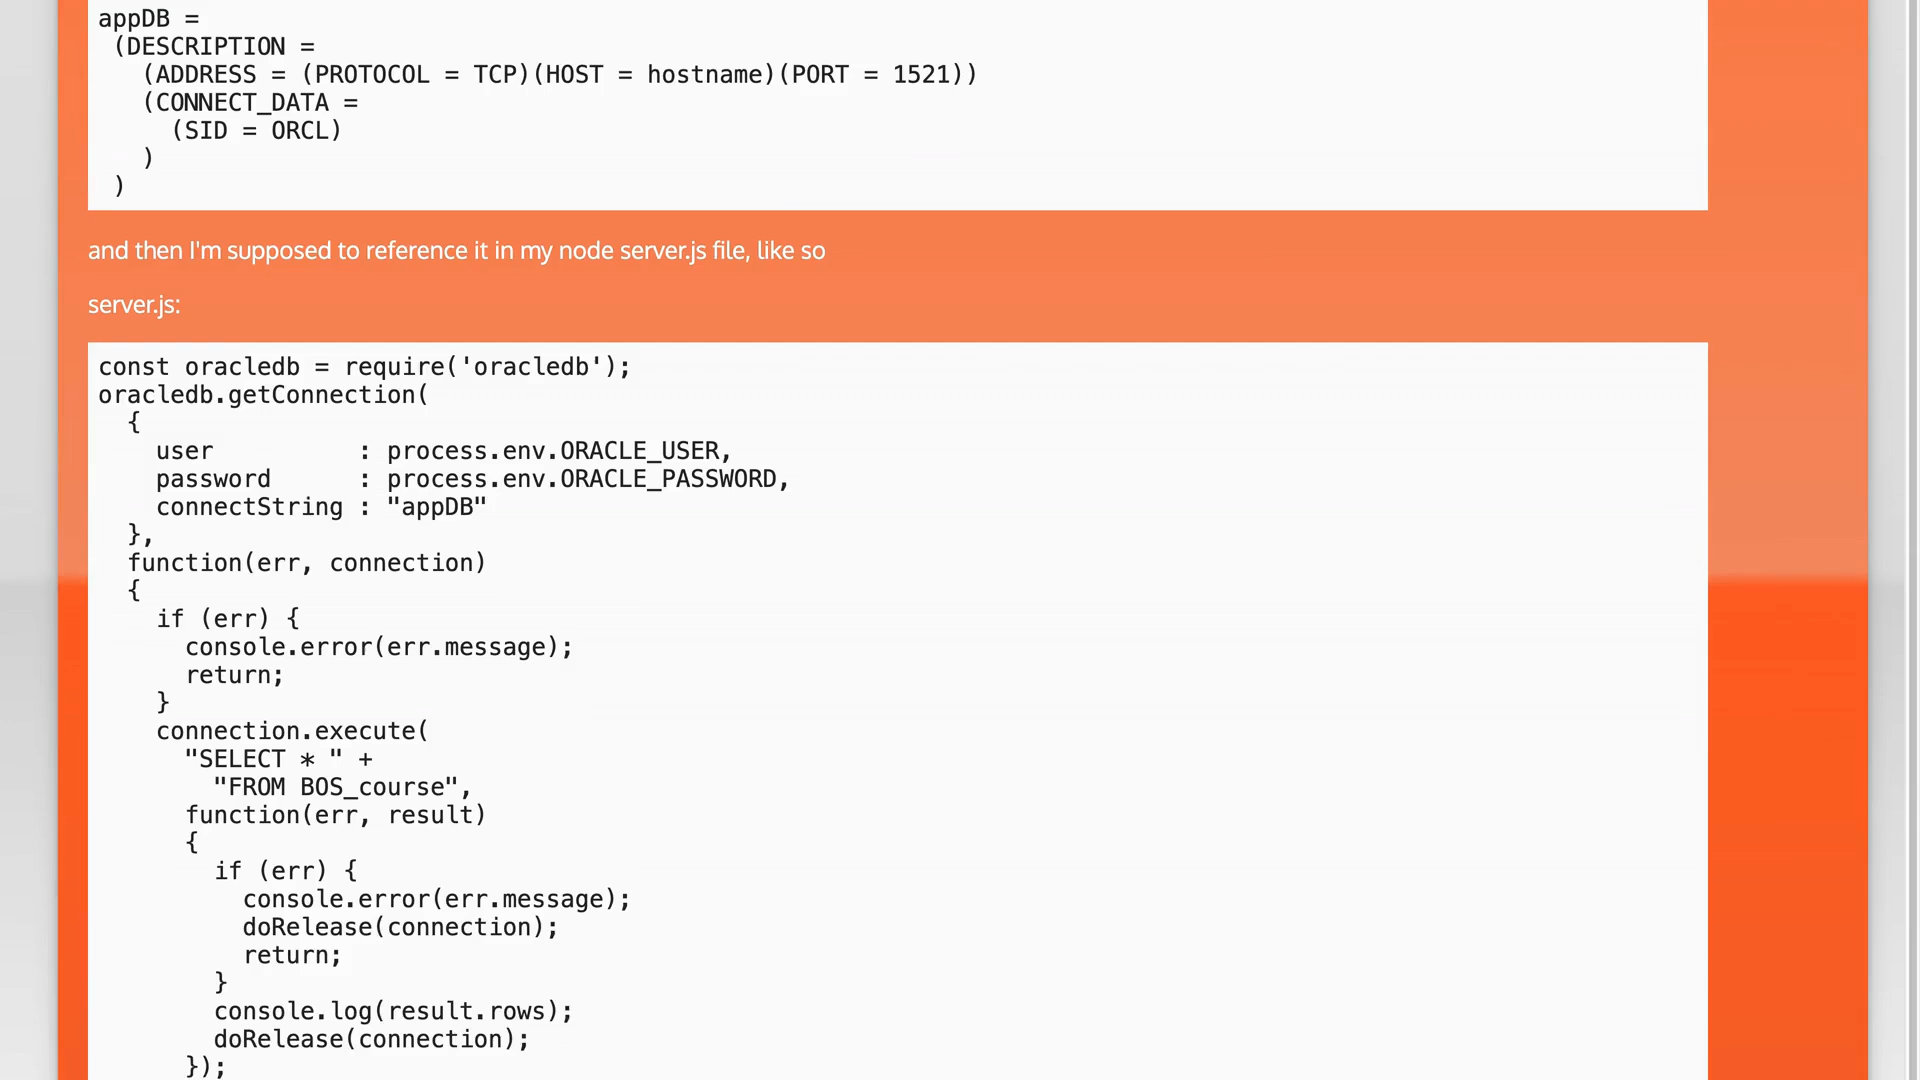 appDB =
 (DESCRIPTION =
   (ADDRESS = (PROTOCOL = TCP)(HOST = hostname)(PORT = 1521))
   (CONNECT_DATA =
     (SID = ORCL)
   )
 )
and then I'm supposed to reference it in my node server.js file, like so
server.js:
const oracledb = require('oracledb');
oracledb.getConnection(
  {
    user          : process.env.ORACLE_USER,
    password      : process.env.ORACLE_PASSWORD,
    connectString : "appDB"
  },
  function(err, connection)
  {
    if (err) {
      console.error(err.message);
      return;
    }
    connection.execute(
      "SELECT * " +
        "FROM BOS_course",
      function(err, result)
      {
        if (err) {
          console.error(err.message);
          doRelease(connection);
          return;
        }
        console.log(result.rows);
        doRelease(connection);
      });